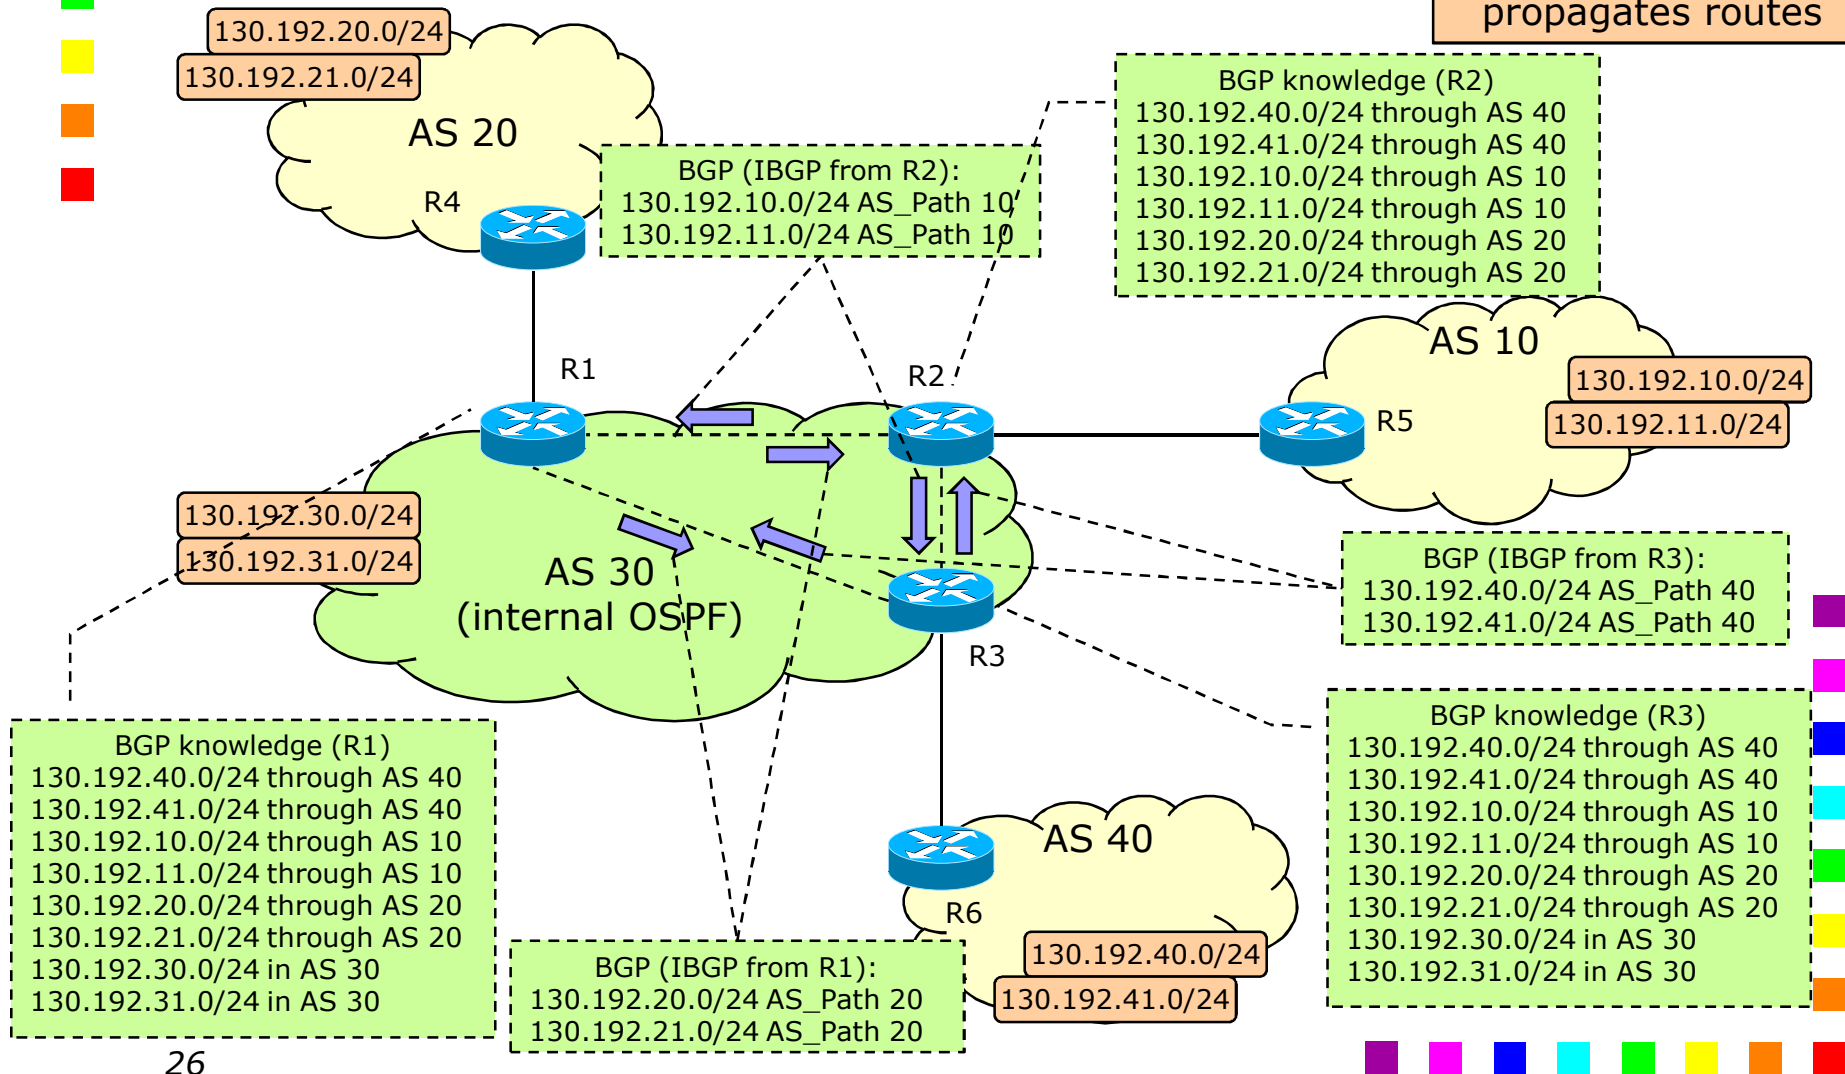 propagates routes
130.192.20.0/24
130.192.21.0/24
AS 20
R4
BGP (IBGP from R2):
130.192.10.0/24 AS_Path 10
130.192.11.0/24 AS_Path 10
BGP knowledge (R2)
130.192.40.0/24 through AS 40
130.192.41.0/24 through AS 40
130.192.10.0/24 through AS 10
130.192.11.0/24 through AS 10
130.192.20.0/24 through AS 20
130.192.21.0/24 through AS 20
AS 10
130.192.10.0/24
130.192.11.0/24
R5
R1
R2
130.192.30.0/24
130.192.31.0/24
AS 30
(internal OSPF)
R3
BGP (IBGP from R3):
130.192.40.0/24 AS_Path 40
130.192.41.0/24 AS_Path 40
BGP knowledge (R1)
130.192.40.0/24 through AS 40
130.192.41.0/24 through AS 40
130.192.10.0/24 through AS 10
130.192.11.0/24 through AS 10
130.192.20.0/24 through AS 20
130.192.21.0/24 through AS 20
130.192.30.0/24 in AS 30
130.192.31.0/24 in AS 30
BGP knowledge (R3)
130.192.40.0/24 through AS 40
130.192.41.0/24 through AS 40
130.192.10.0/24 through AS 10
130.192.11.0/24 through AS 10
130.192.20.0/24 through AS 20
130.192.21.0/24 through AS 20
130.192.30.0/24 in AS 30
130.192.31.0/24 in AS 30
AS 40
R6
130.192.40.0/24
130.192.41.0/24
BGP (IBGP from R1):
130.192.20.0/24 AS_Path 20
130.192.21.0/24 AS_Path 20
26